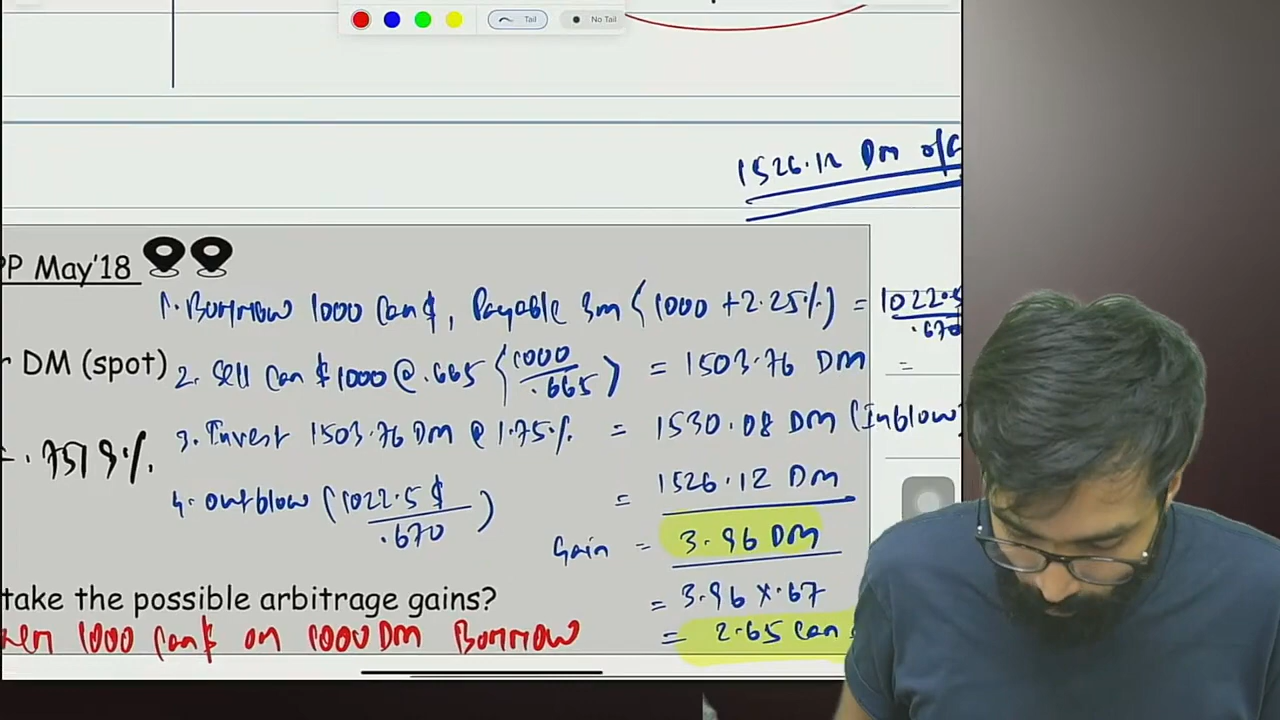 Tail
No Tail
1526.12 Dm
PP May'18
1. Borrow 1000 Can$, Payable 3m (1000 + 2.25%) = 1022.5
.670
DM (spot)
2. Sell Can $1000 @ .665 (1000
.665) = 1503.76 DM =
= .7519%
3. Invest 1503.76 DM @ 1.75% = 1530.08 DM (Inflow)
4. Outflow (1022.5 $
.670) = 1526.12 DM
Gain = 3.96 DM
take the possible arbitrage gains?
= 3.96 x .67
1000 Can$ or 1000 DM Borrow
= 2.65 Can